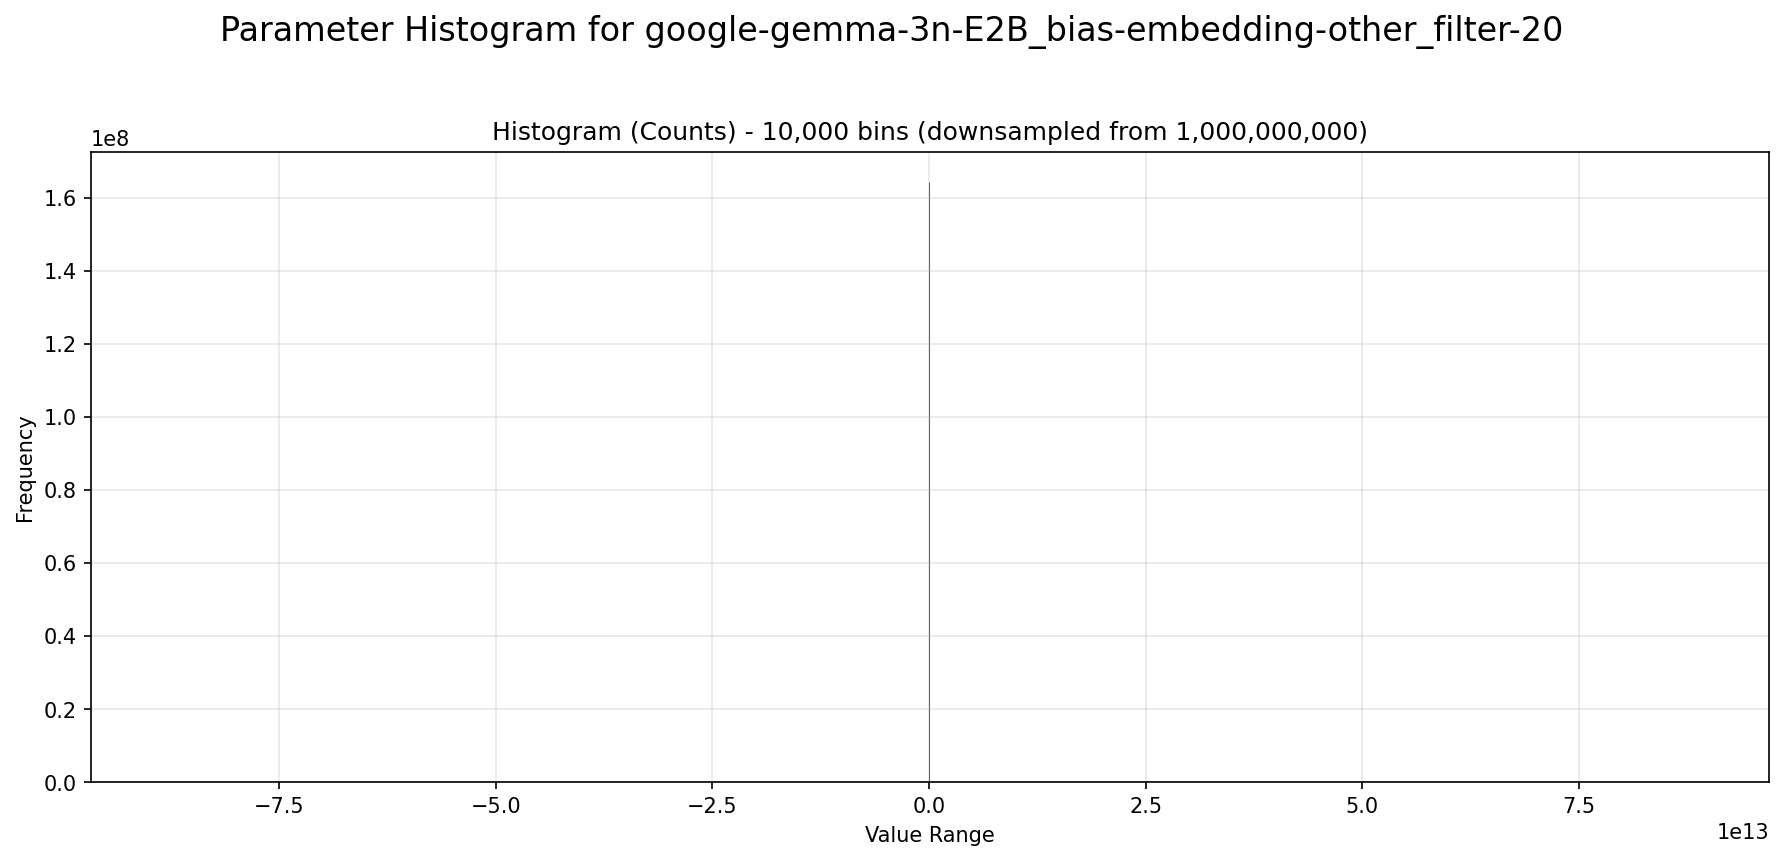 Parameter Histogram for google-gemma-3n-E2B_bias-embedding-other_filter-20
Histogram (Counts) - 10,000 bins (downsampled from 1,000,000,000)
1e8
1.6
1.4
1.2
1.0
0.8
0.6
0.4
0.2
0.0
Frequency
−7.5 −5.0 −2.5 0.0 2.5 5.0 7.5
Value Range
1e13